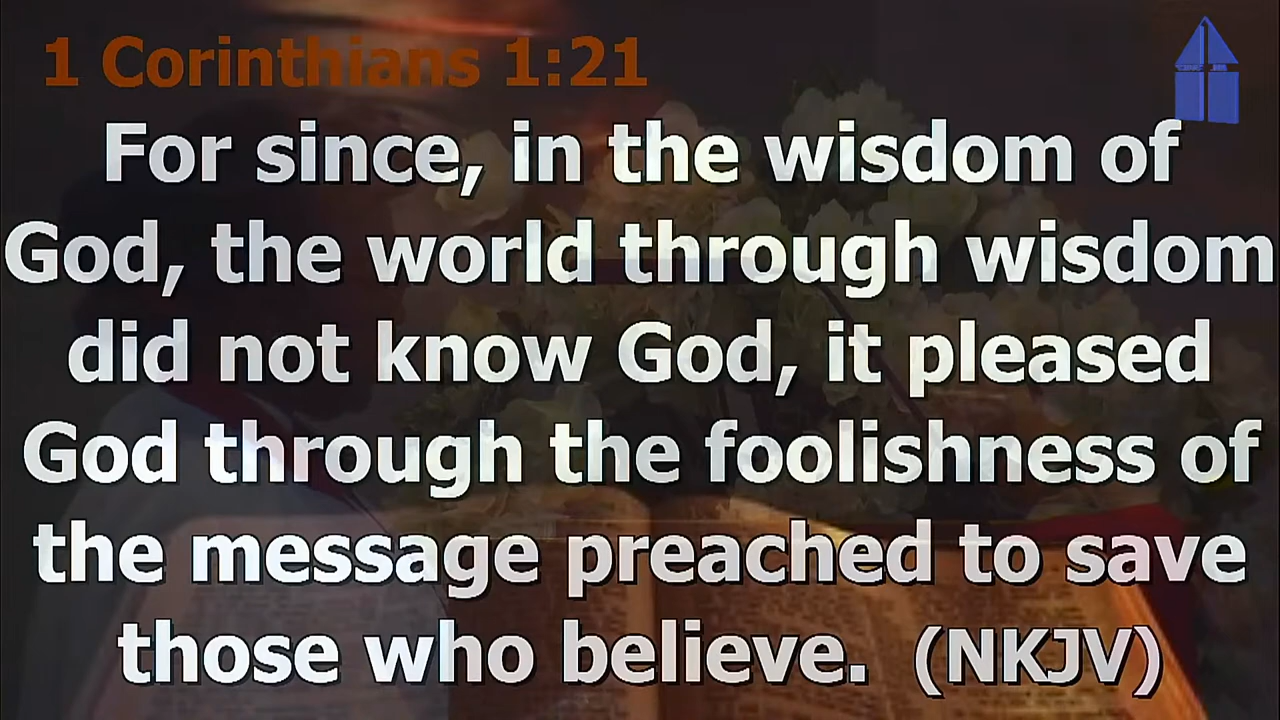 1 Corinthians 1:21
For since, in the wisdom of
God, the world through wisdom
did not know God, it pleased
God through the foolishness of
the message preached to save
those who believe. (NKJV)